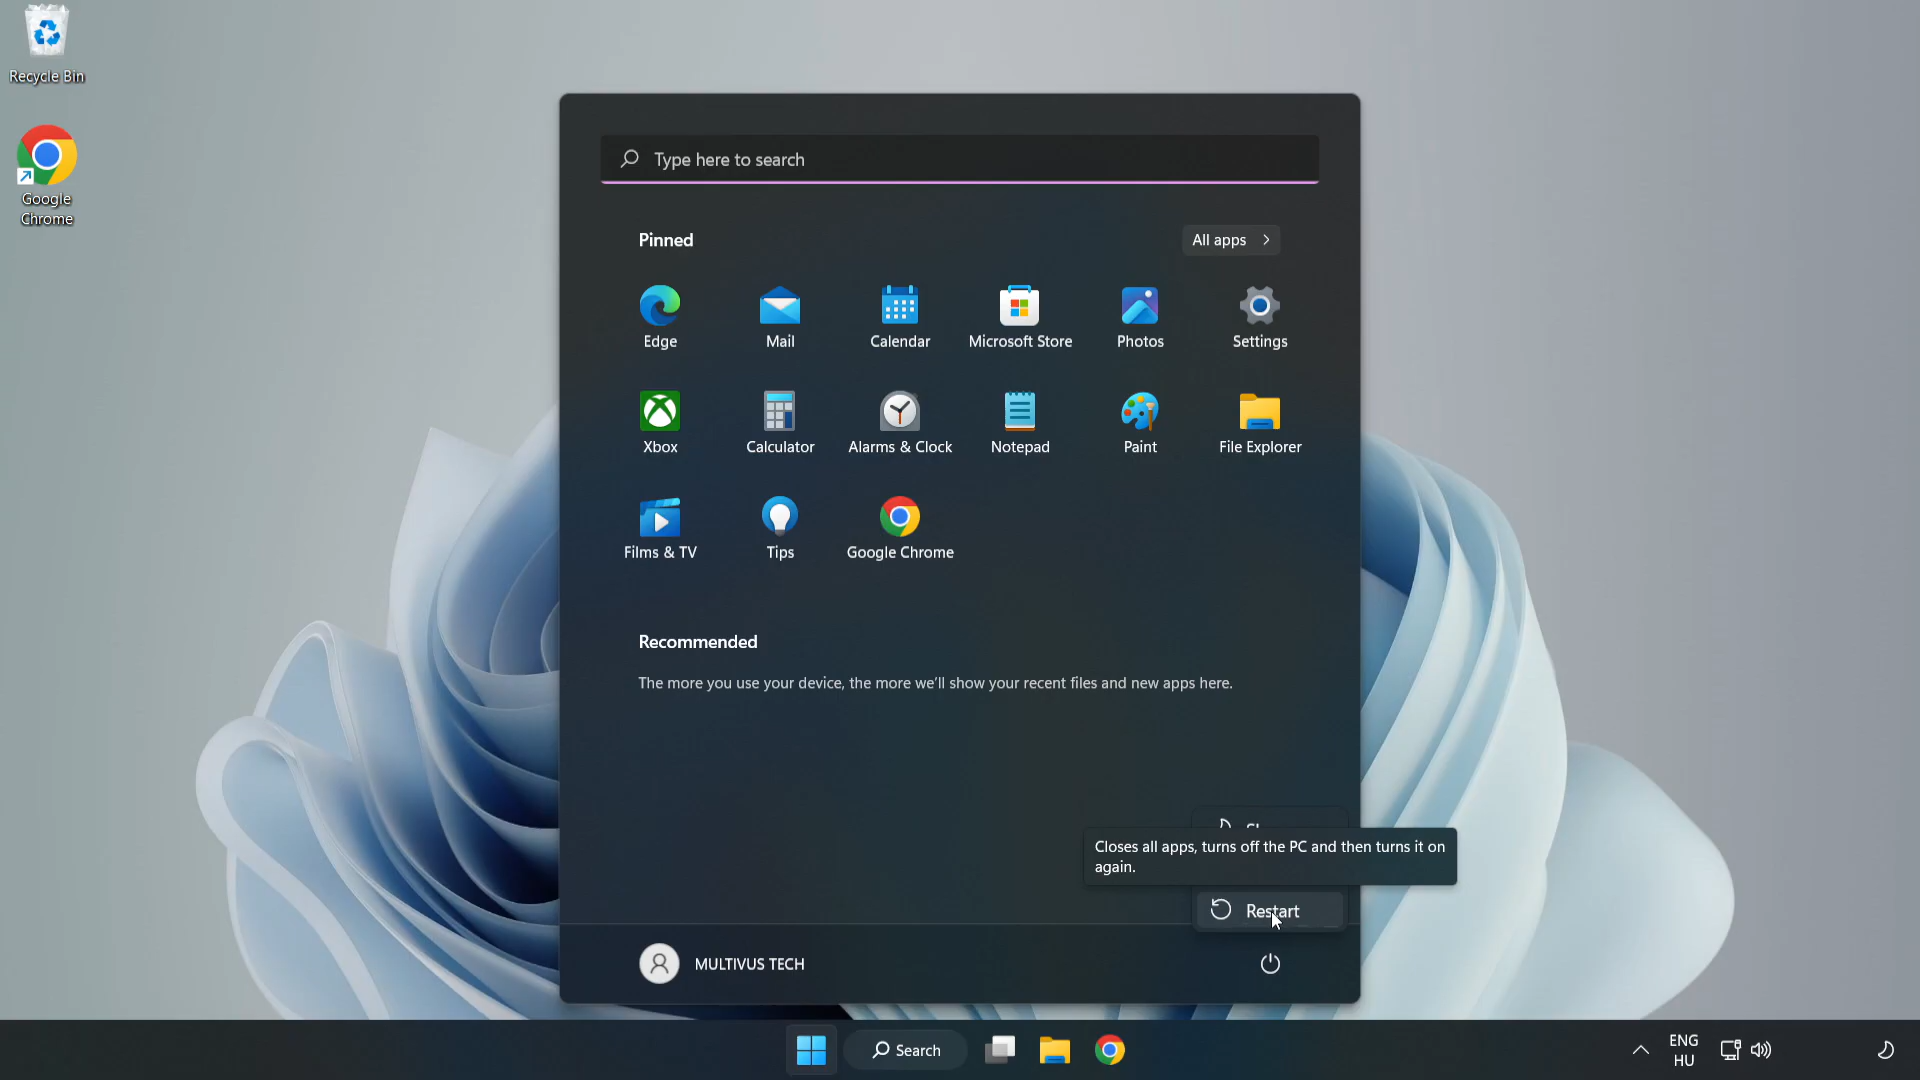 Recycle Bin
Google
Chrome
Type here to search
Pinned
All apps
Edge
Mail
Calendar
Microsoft Store
Photos
Settings
Xbox
Calculator
Alarms & Clock
Notepad
Paint
File Explorer
Films & TV
Tips
Google Chrome
Recommended
The more you use your device, the more we'll show your recent files and new apps here.
Closes all apps, turns off the PC and then turns it on
again.
Restart
MULTIVUS TECH
Search
ENG
HU